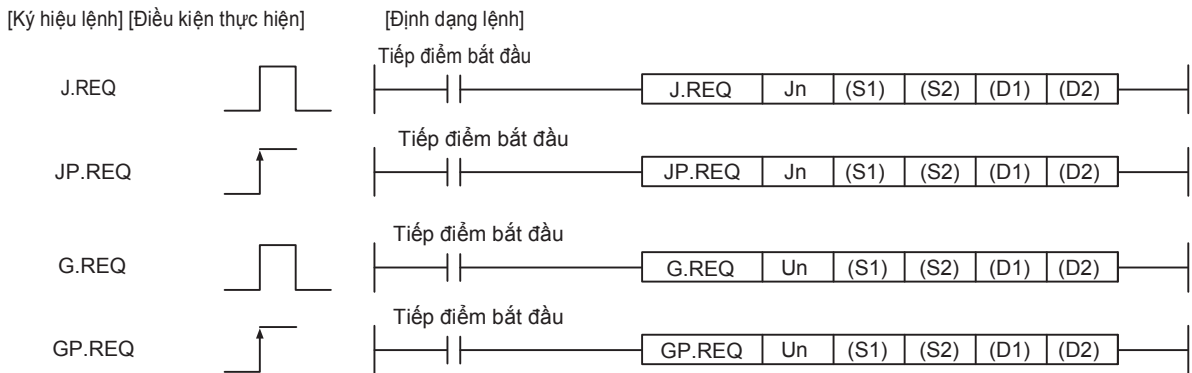 [Ký hiệu lệnh] [Điều kiện thực hiện] [Định dạng lệnh]
Tiếp điểm bắt đầu
J.REQ J.REQ Jn (S1) (S2) (D1) (D2)
Tiếp điểm bắt đầu
JP.REQ JP.REQ Jn (S1) (S2) (D1) (D2)
Tiếp điểm bắt đầu
G.REQ G.REQ Un (S1) (S2) (D1) (D2)
Tiếp điểm bắt đầu
GP.REQ GP.REQ Un (S1) (S2) (D1) (D2)